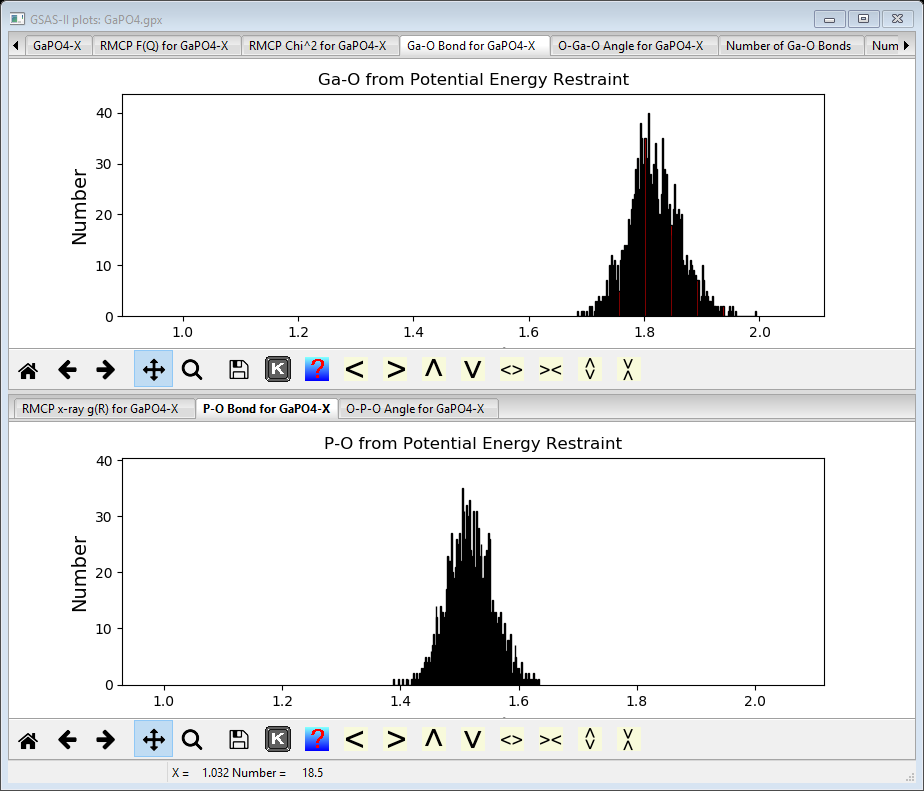 GSAS-II plots: GaPO4.gpx
GaPO4-X RMCP F(Q) for GaPO4-X RMCP Chi^2 for GaPO4-X Ga-O Bond for GaPO4-X O-Ga-O Angle for GaPO4-X Number of Ga-O Bonds Num
Ga-O from Potential Energy Restraint
40
30
20
10
0
Number
1.0 1.2 1.4 1.6 1.8 2.0
K ? < > Λ V <> ><
RMCP x-ray g(R) for GaPO4-X P-O Bond for GaPO4-X O-P-O Angle for GaPO4-X
P-O from Potential Energy Restraint
40
30
20
10
0
Number
1.0 1.2 1.4 1.6 1.8 2.0
K ? < > Λ V <> ><
X = 1.032 Number = 18.5